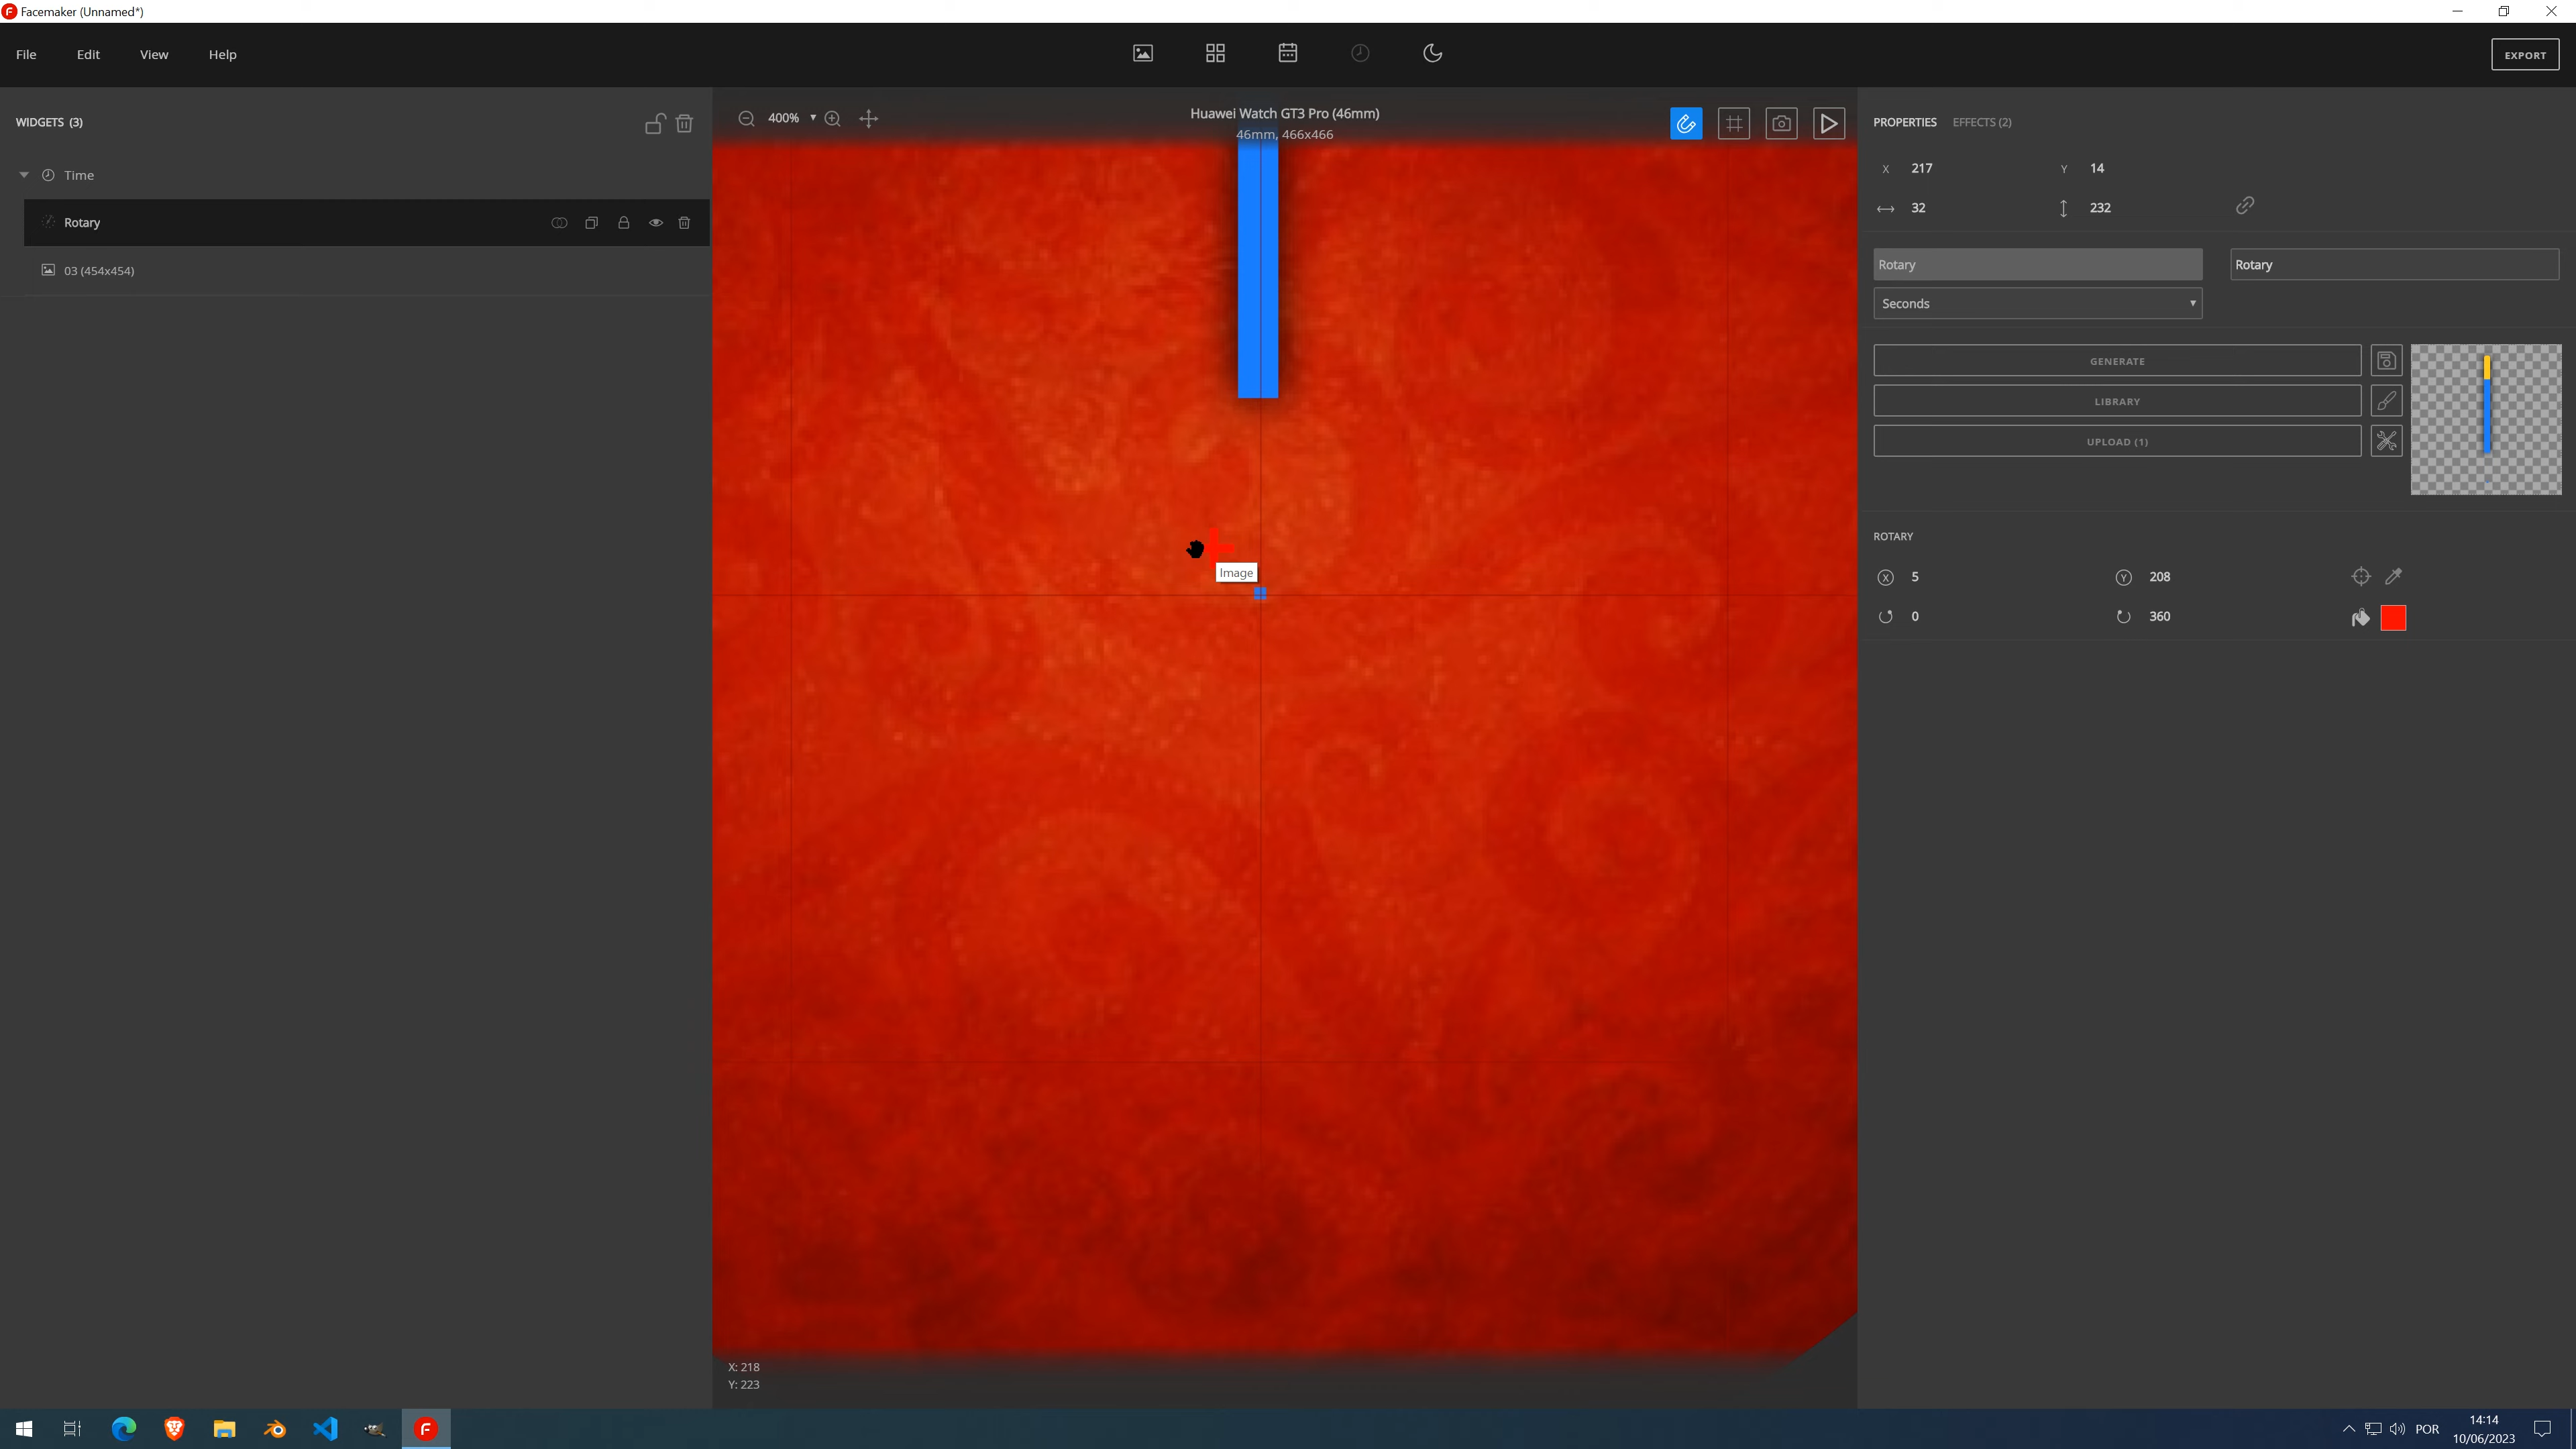 Facemaker (Unnamed*)
File Edit View Help
EXPORT
WIDGETS (3)
Time
Rotary
03 (454x454)
400%
Huawei Watch GT3 Pro (46mm)
46mm, 466x466
Image
X: 218
Y: 223
PROPERTIES EFFECTS (2)
X 217 Y 14
32 232
Rotary Rotary
Seconds
GENERATE
LIBRARY
UPLOAD (1)
ROTARY
X 5 Y 208
0 360
POR
14:14
10/06/2023